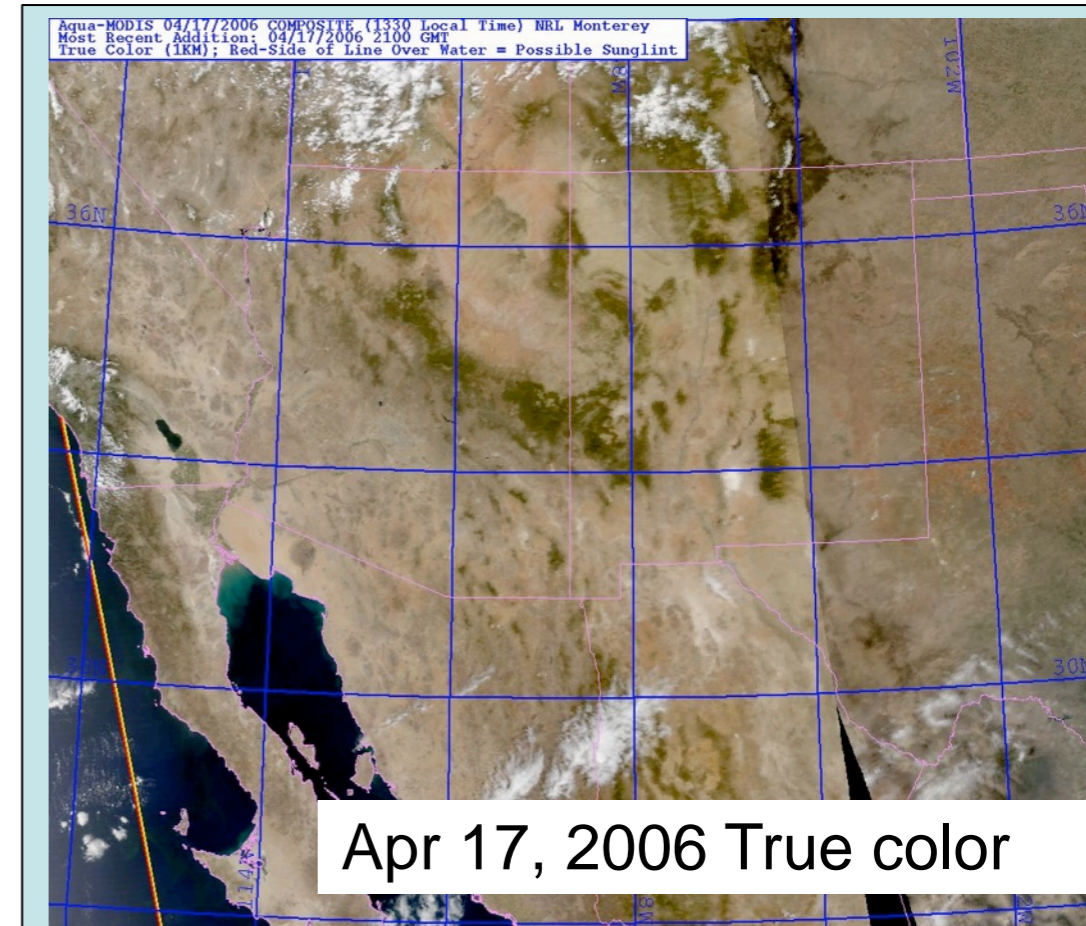 Aqua-MODIS 04/17/2006 COMPOSITE (1330 Local Time) NRL Monterey
Most Recent Addition: 04/17/2006 2100 GMT
True Color (1KM); Red-Side of Line Over Water = Possible Sunglint
102W
36N
36N
30N
114W
Apr 17, 2006 True color